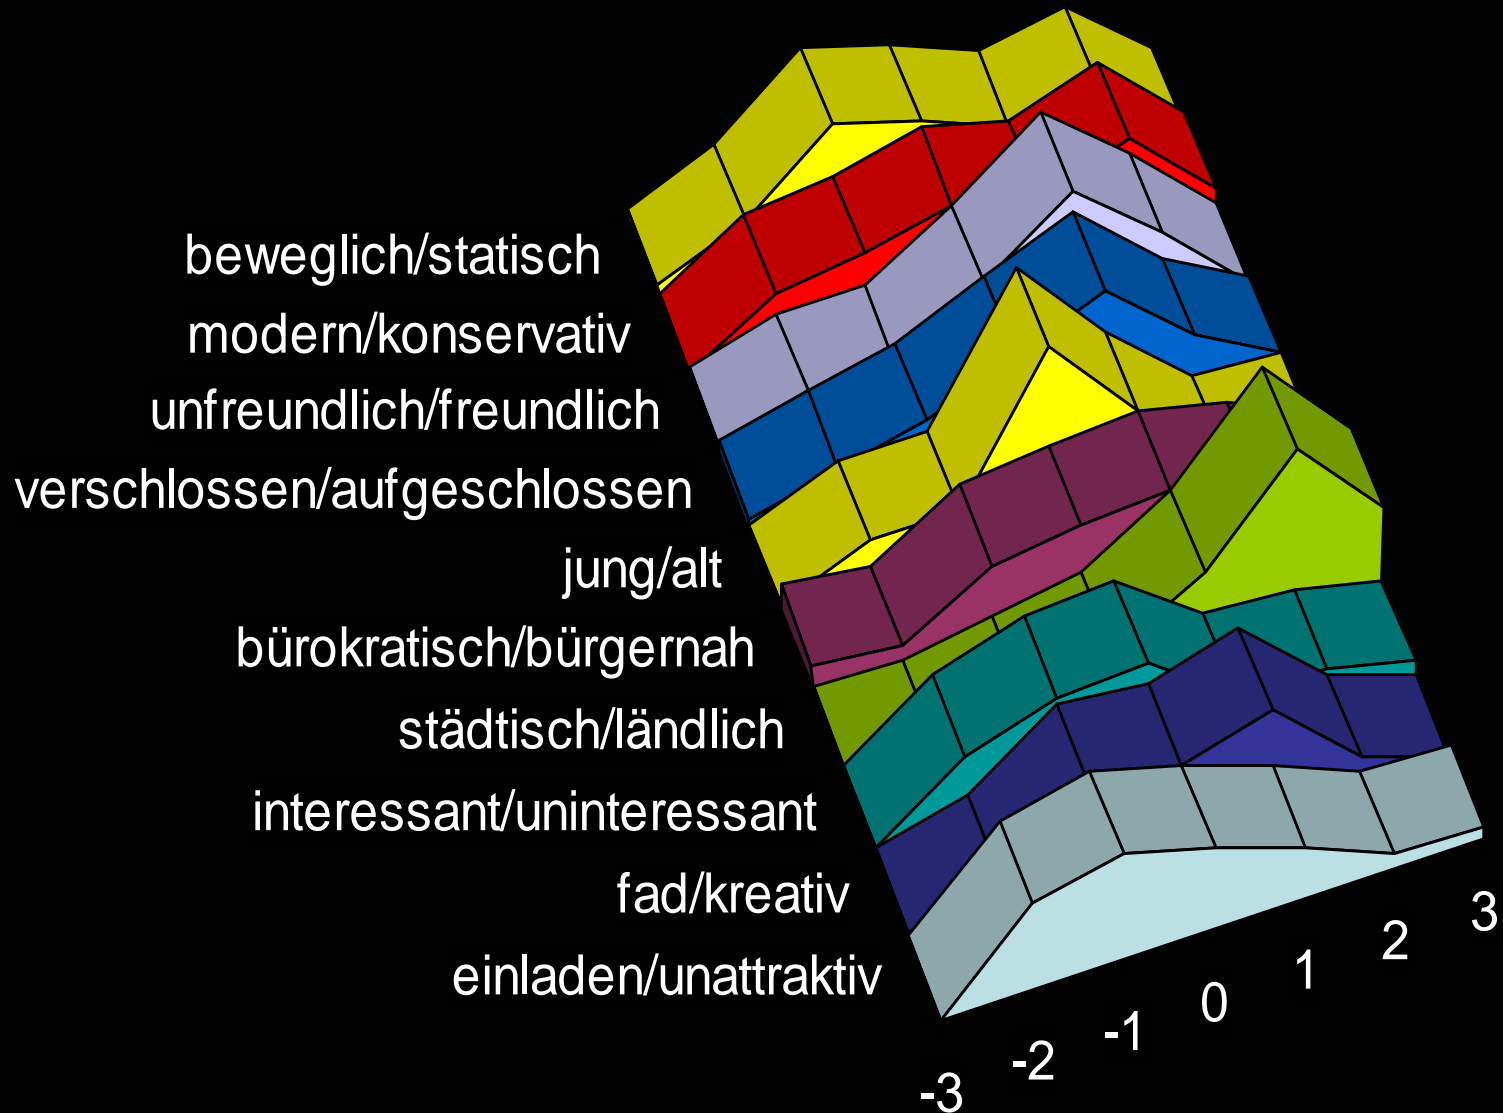 beweglich/statisch
modern/konservativ
unfreundlich/freundlich
verschlossen/aufgeschlossen
jung/alt
bürokratisch/bürgernah
städtisch/ländlich
interessant/uninteressant
fad/kreativ
einladen/unattraktiv
-3
-2
-1
0
1
2
3